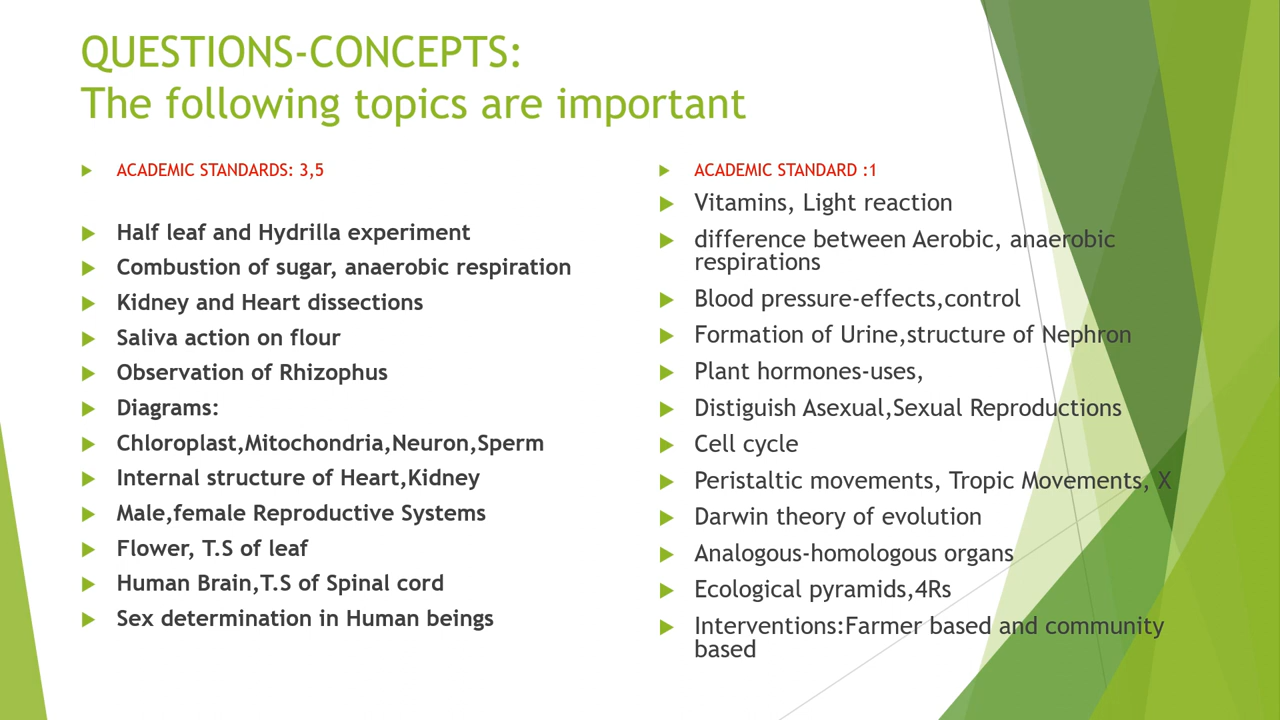 QUESTIONS-CONCEPTS:
The following topics are important
ACADEMIC STANDARDS: 3,5
Half leaf and Hydrilla experiment
Combustion of sugar, anaerobic respiration
Kidney and Heart dissections
Saliva action on flour
Observation of Rhizophus
Diagrams:
Chloroplast,Mitochondria,Neuron,Sperm
Internal structure of Heart,Kidney
Male,female Reproductive Systems
Flower, T.S of leaf
Human Brain,T.S of Spinal cord
Sex determination in Human beings
ACADEMIC STANDARD :1
Vitamins, Light reaction
difference between Aerobic, anaerobic
respirations
Blood pressure-effects,control
Formation of Urine,structure of Nephron
Plant hormones-uses,
Distiguish Asexual,Sexual Reproductions
Cell cycle
Peristaltic movements, Tropic Movements, X
Darwin theory of evolution
Analogous-homologous organs
Ecological pyramids,4Rs
Interventions:Farmer based and community
based